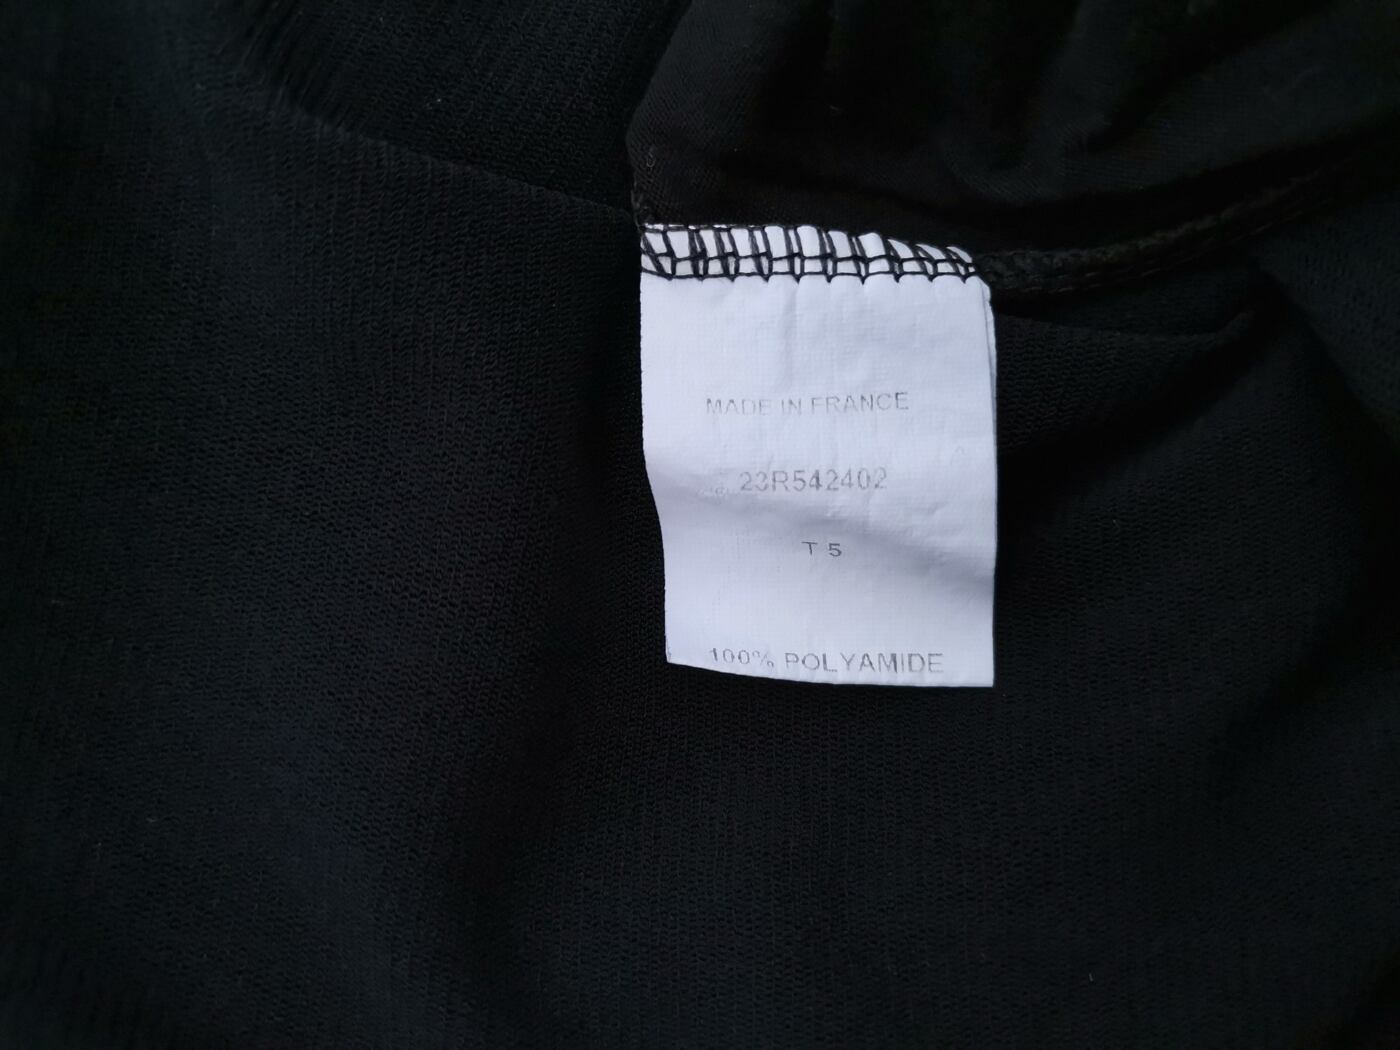 MADE IN FRANCE
23R542402
T 5
100% POLYAMIDE